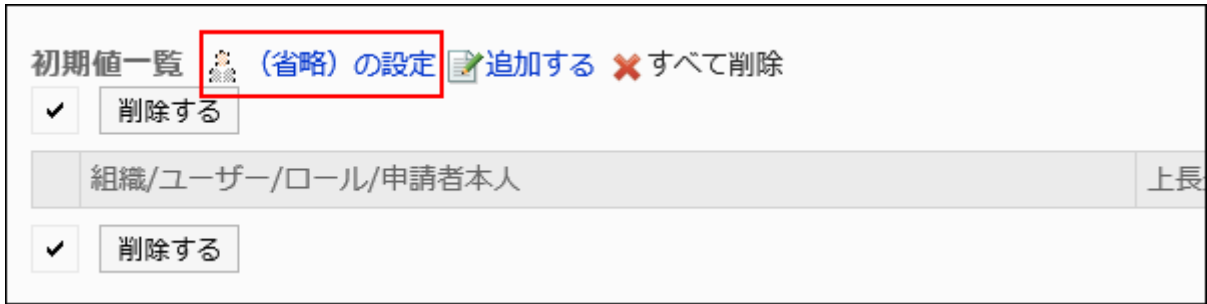 初期値一覧 （省略）の設定 追加する すべて削除
削除する
組織/ユーザー/ロール/申請者本人 上長
削除する